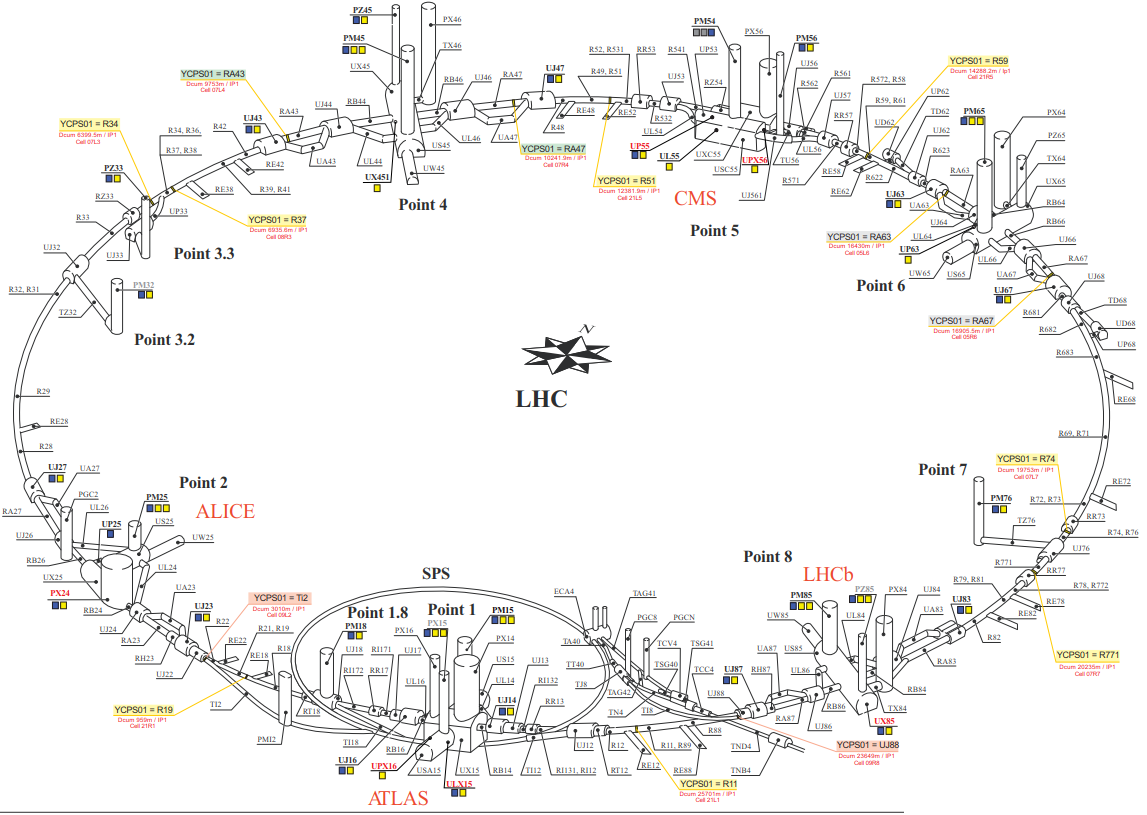 PZ45
PX46
PM45
TX46
UX45
RB46
UJ46
RA47
UJ47
R49, R51
R52, R531
RR53
UJ53
R541
UP53
RZ54
PM54
PX56
PM56
UJ56
R562
R561
UJ57
RR57
R572, R58
R59, R61
UD62
UP62
TD62
UJ62
R623
YCPS01 = R59
Dcum 14288.2m / Ip1
Cell 21R5
PM65
PX64
PZ65
TX64
UX65
RB64
RB66
UJ66
RA67
UJ68
TD68
UD68
UP68
YCPS01 = RA43
Dcum 9753m / IP1
Cell 07L4
RA43
UJ44
RB44
UJ43
YCPS01 = R34
Dcum 6399.5m / IP1
Cell 07L3
R34, R36,
R37, R38
R42
RE42
UA43
UL44
US45
UW45
UX451
Point 4
UL46
UA47
R48
RE48
RE52
R532
UL54
UP55
UL55
UXC55
USC55
UPX56
UJ561
TU56
UL56
R571
RE58
RE62
R622
YCPS01 = RA47
Dcum 10241.9m / IP1
Cell 07R4
YCPS01 = R51
Dcum 12381.9m / IP1
Cell 21L5
CMS
Point 5
RA63
UJ63
UA63
UJ64
UL64
UP63
YCPS01 = RA63
Dcum 16430m / IP1
Cell 05L6
UW65
US65
UL66
UA67
UJ67
Point 6
YCPS01 = RA67
Dcum 16905.5m / IP1
Cell 05R6
R681
R682
R683
RE68
PZ33
RZ33
R33
UP33
UJ33
RE38
R39, R41
YCPS01 = R37
Dcum 6935.6m / IP1
Cell 08R3
Point 3.3
UJ32
R32, R31
TZ32
PM32
Point 3.2
N
LHC
R29
RE28
R28
R69, R71
UJ27
UA27
RA27
PGC2
UL26
UJ26
RB26
UP25
PM25
US25
UW25
Point 2
ALICE
UX25
PX24
RB24
UL24
UA23
UJ23
UJ24
RA23
RH23
UJ22
R22
RE22
R21, R19
RE18
R18
YCPS01 = Ti2
Dcum 3010m / IP1
Cell 09L2
YCPS01 = R19
Dcum 959m / IP1
Cell 21R1
TI2
PMI2
RT18
SPS
Point 1.8
Point 1
PM18
UJ18
RI172
RI171
RR17
UJ17
PX16
UL16
PX15
PM15
PX14
US15
UL14
UJ14
UJ13
RI132
RR13
TI18
UJ16
RB16
UPX16
USA15
ULX15
UX15
RB14
TI12
RI131, RI12
UJ12
RT12
R12
RE12
R11, R89
RE88
R88
ATLAS
YCPS01 = R11
Dcum 25701m / IP1
Cell 21L1
ECA4
TAG41
PGC8
PGCN
TA40
TT40
TJ8
TAG42
TN4
TI8
TCV4
TSG40
TSG41
TCC4
UJ88
UJ87
RH87
UA87
US85
UL86
RB86
RA87
UJ86
TND4
TNB4
YCPS01 = UJ88
Dcum 23649m / IP1
Cell 09R8
Point 8
LHCb
PM85
UW85
PZ85
UL84
PX84
UJ84
UA83
UJ83
RA83
RB84
TX84
UX85
R79, R81
R82
RE82
RE78
R78, R772
RR77
R771
UJ76
R74, R76
RR73
R72, R73
RE72
YCPS01 = R74
Dcum 19753m / IP1
Cell 07L7
YCPS01 = R771
Dcum 20235m / IP1
Cell 07R7
Point 7
PM76
TZ76